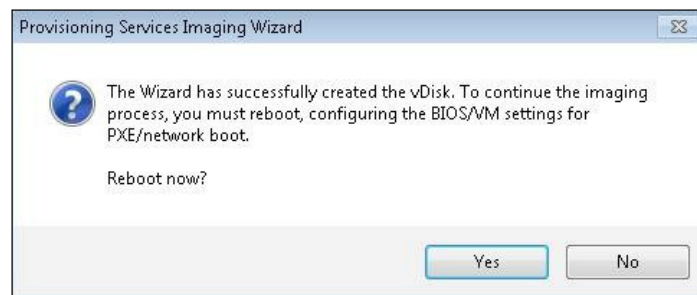 Provisioning Services Imaging Wizard
The Wizard has successfully created the vDisk. To continue the imaging
process, you must reboot, configuring the BIOS/VM settings for
PXE/network boot.
Reboot now?
Yes
No